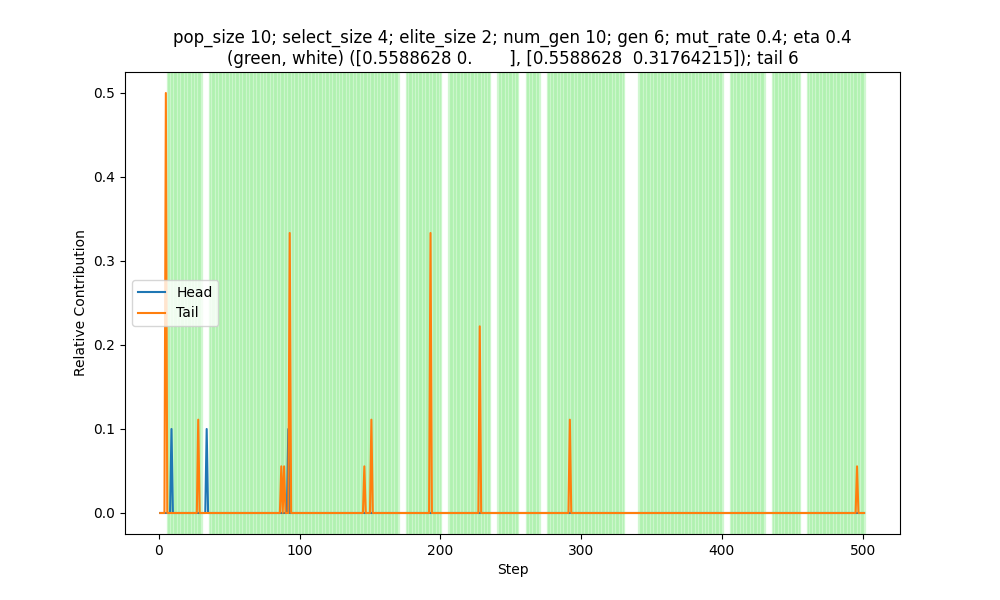 pop_size 10; select_size 4; elite_size 2; num_gen 10; gen 6; mut_rate 0.4; eta 0.4
(green, white) ([0.5588628 0.       ], [0.5588628  0.31764215]); tail 6
0.5
0.4
0.3
0.2
0.1
0.0
Relative Contribution
Head
Tail
0
100
200
300
400
500
Step